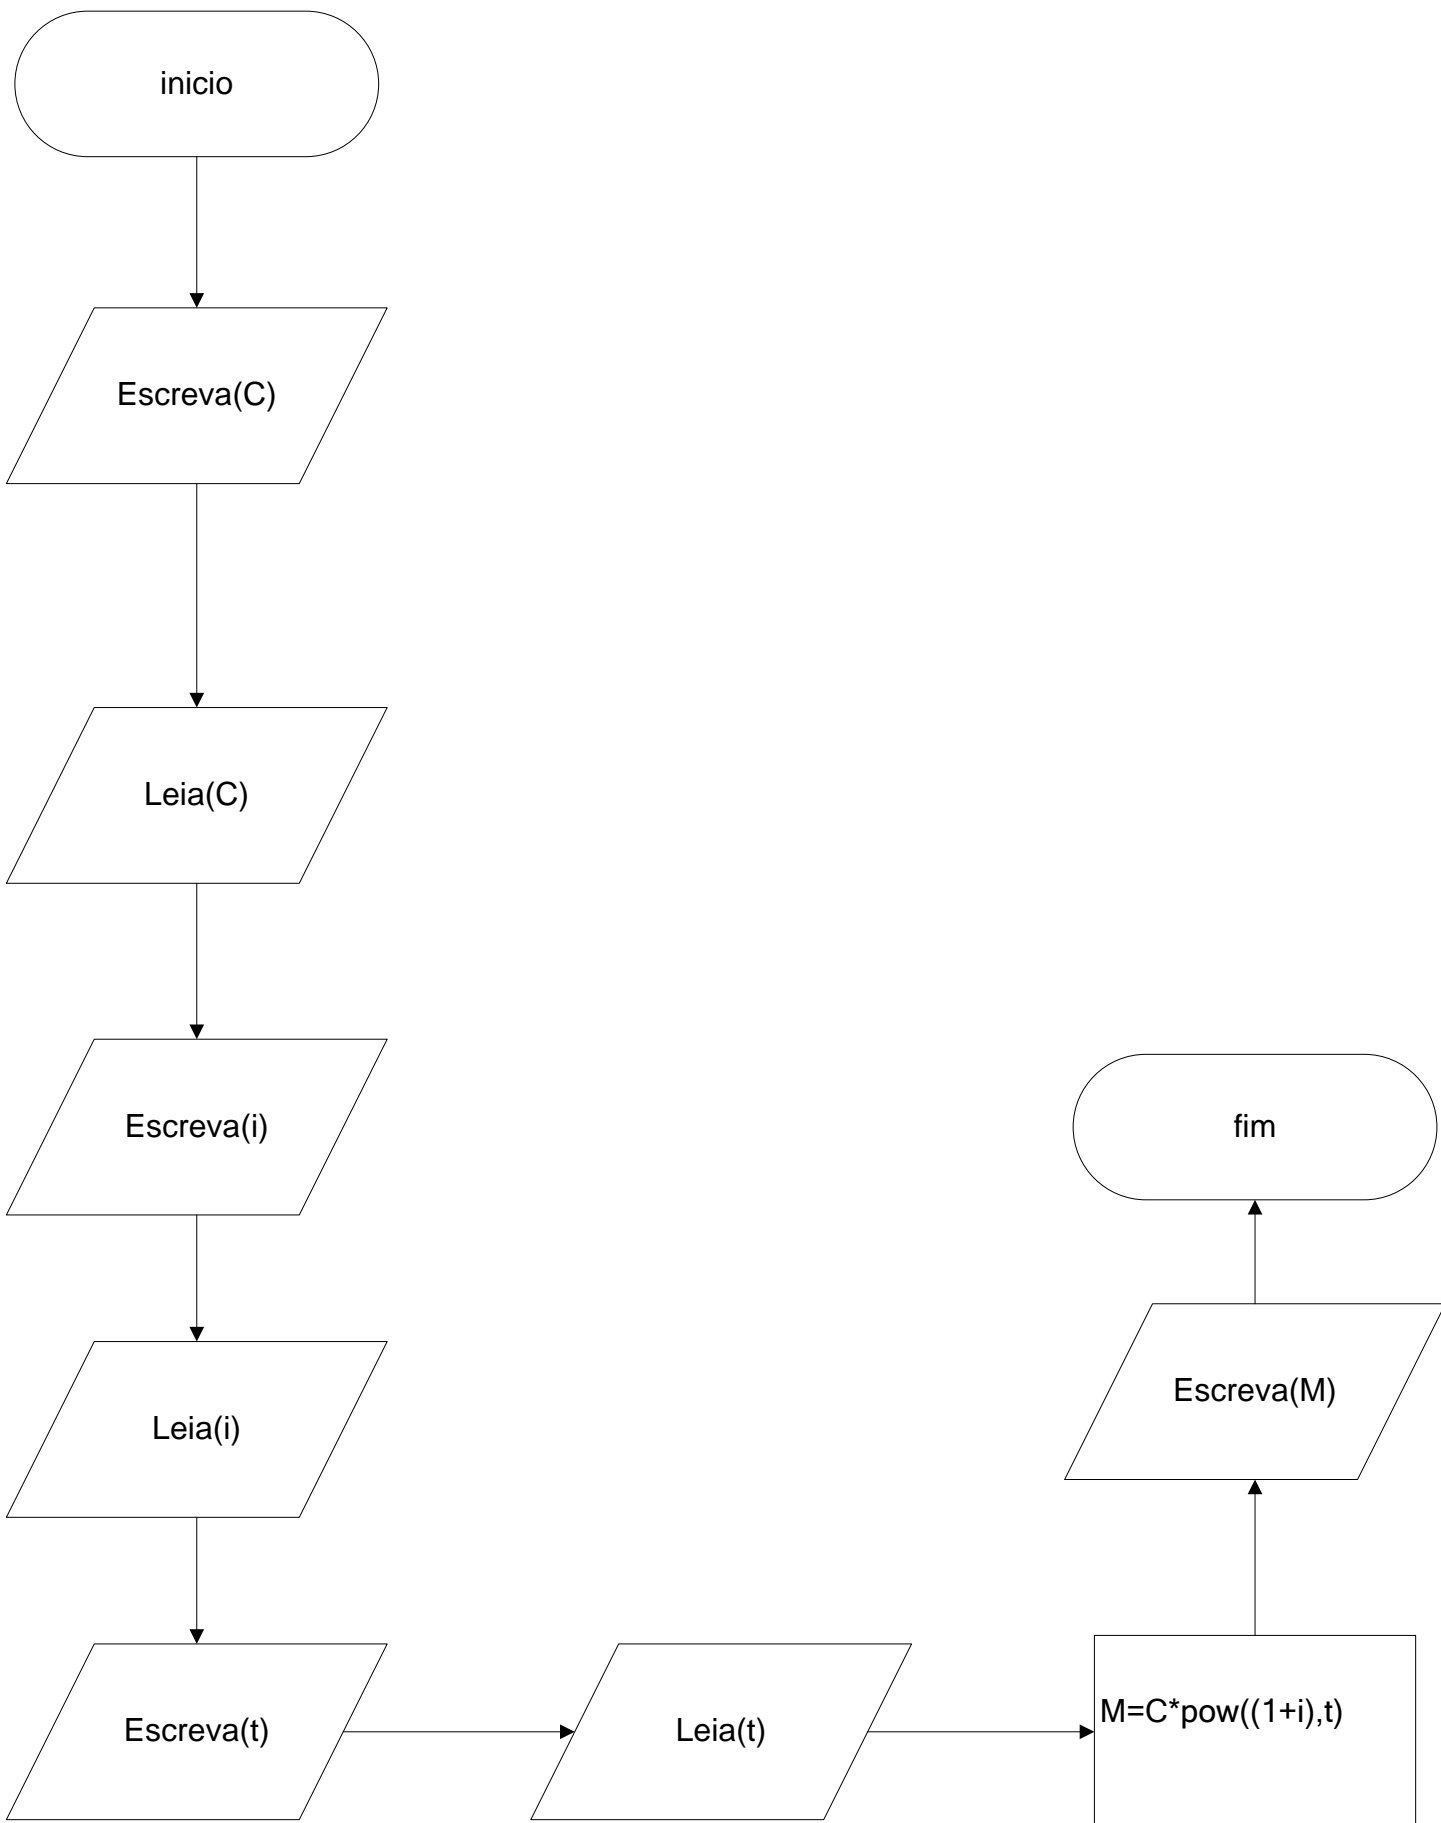 inicio
Escreva(C)
Leia(C)
Escreva(i)
Leia(i)
Escreva(t)
Leia(t)
M=C*pow((1+i),t)
Escreva(M)
fim